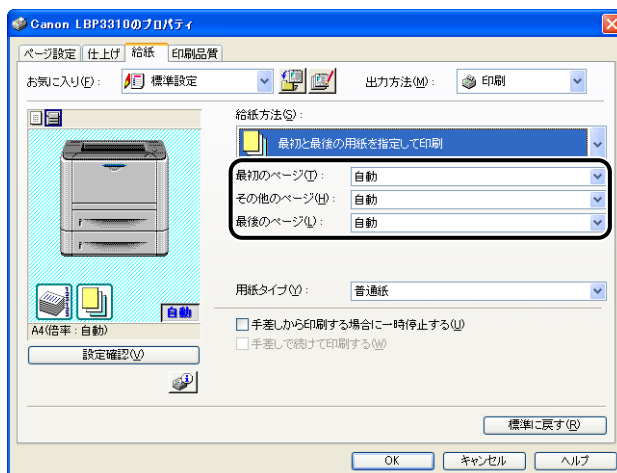 Canon LBP3310のプロパティ
ページ設定 仕上げ 給紙 印刷品質
お気に入り(F): 標準設定 出力方法(M): 印刷
給紙方法(S):
最初と最後の用紙を指定して印刷
最初のページ(T): 自動
その他のページ(H): 自動
最後のページ(L): 自動
自動
用紙タイプ(Y): 普通紙
A4(倍率:自動)
手差しから印刷する場合に一時停止する(U)
設定確認(V)
手差しで続けて印刷する(W)
標準に戻す(R)
OK キャンセル ヘルプ